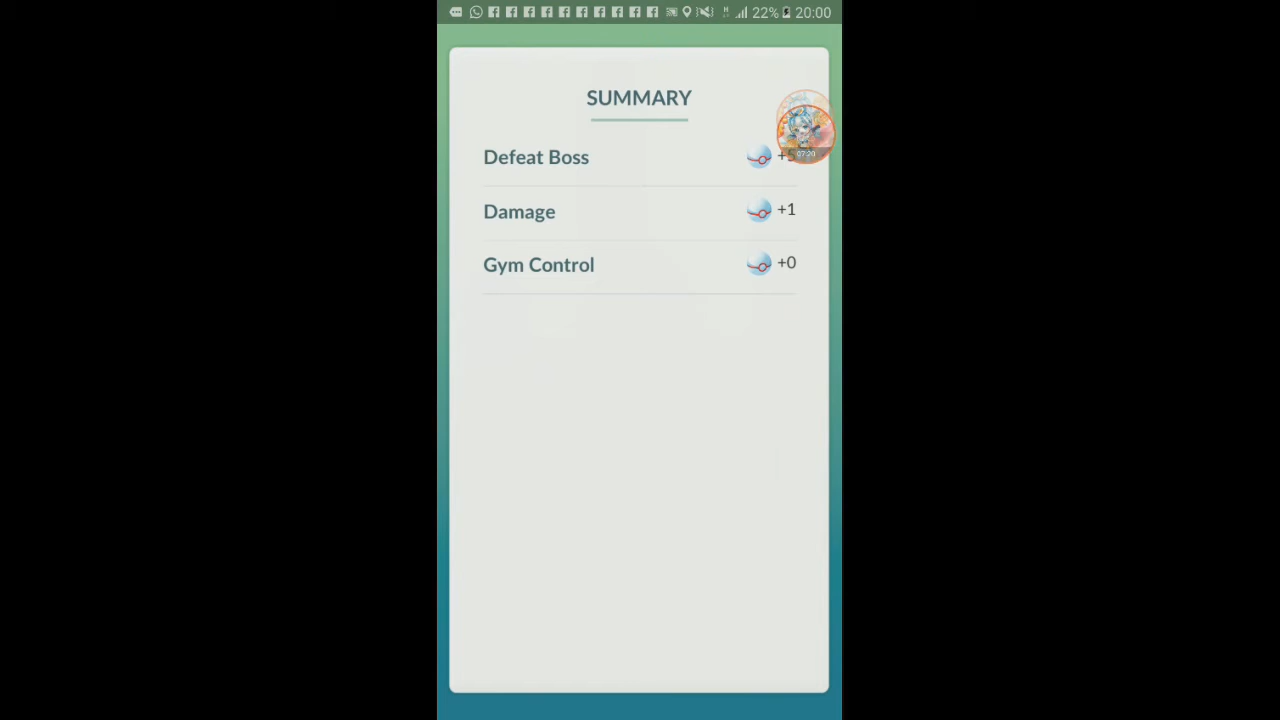 22% 20:00
SUMMARY
Defeat Boss
Damage +1
Gym Control +0